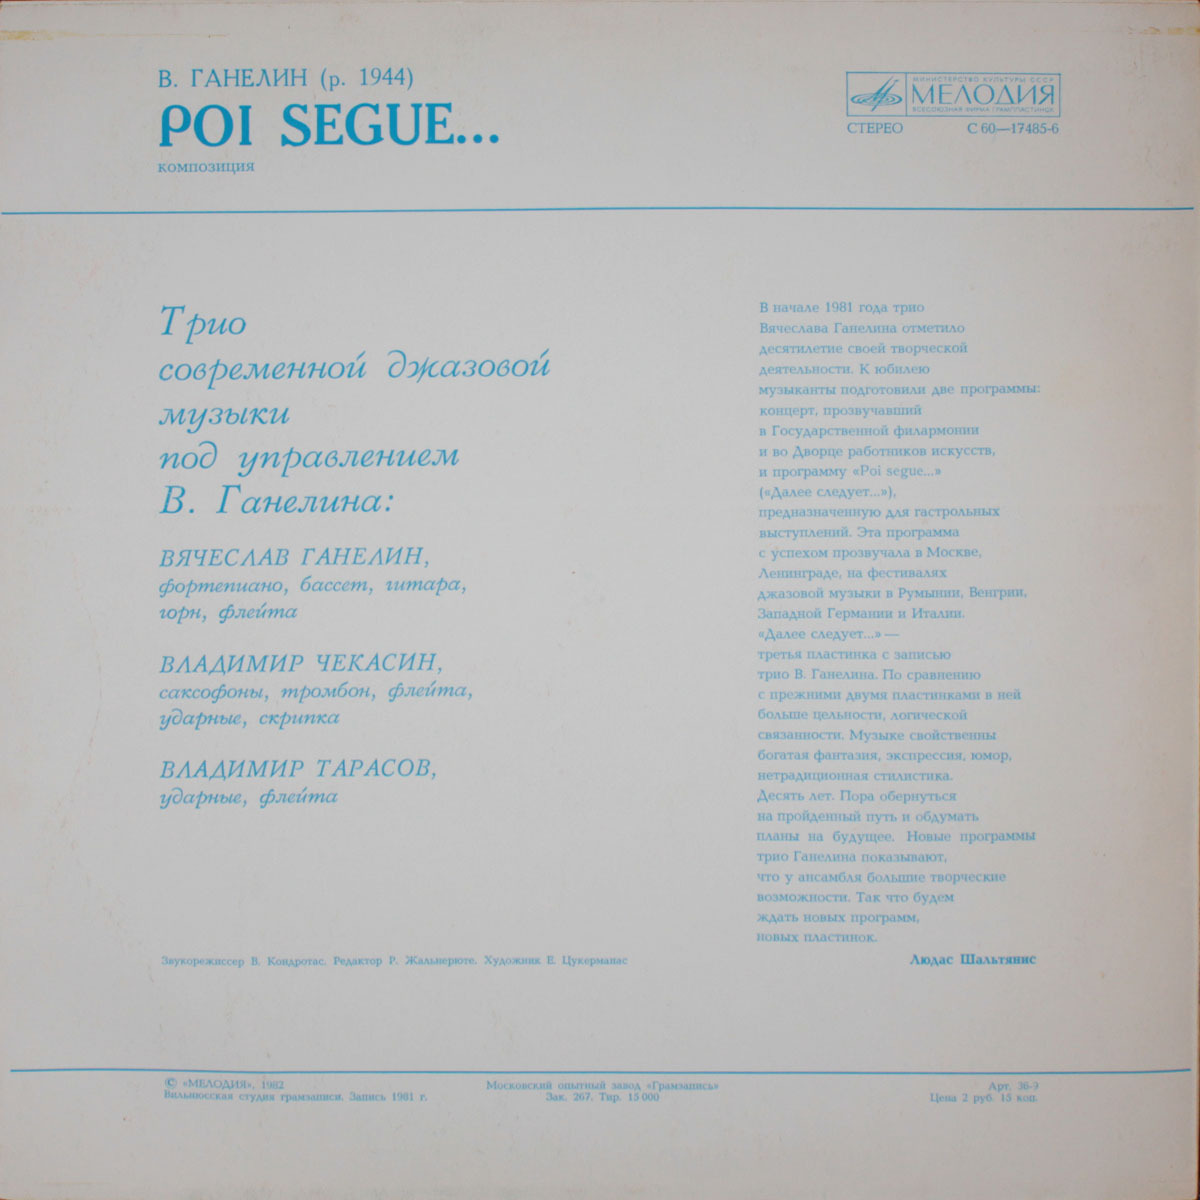 В. ГАНЕЛИН (р. 1944)
POI SEGUE...
КОМПОЗИЦИЯ
МИНИСТЕРСТВО КУЛЬТУРЫ СССР
МЕЛОДИЯ
ВСЕСОЮЗНАЯ ФИРМА ГРАМПЛАСТИНОК
СТЕРЕО С 60—17485-6
Трио
современной джазовой
музыки
под управлением
В. Ганелина:
ВЯЧЕСЛАВ ГАНЕЛИН,
фортепиано, бассет, гитара,
горн, флейта
ВЛАДИМИР ЧЕКАСИН,
саксофоны, тромбон, флейта,
ударные, скрипка
ВЛАДИМИР ТАРАСОВ,
ударные, флейта
В начале 1981 года трио
Вячеслава Ганелина отметило
десятилетие своей творческой
деятельности. К юбилею
музыканты подготовили две программы:
концерт, прозвучавший
в Государственной филармонии
и во Дворце работников искусств,
и программу «Poi segue...»
(«Далее следует...»),
предназначенную для гастрольных
выступлений. Эта программа
с успехом прозвучала в Москве,
Ленинграде, на фестивалях
джазовой музыки в Румынии, Венгрии,
Западной Германии и Италии.
«Далее следует...» —
третья пластинка с записью
трио В. Ганелина. По сравнению
с прежними двумя пластинками в ней
больше цельности, логической
связанности. Музыке свойственны
богатая фантазия, экспрессия, юмор,
нетрадиционная стилистика.
Десять лет. Пора обернуться
на пройденный путь и обдумать
планы на будущее. Новые программы
трио Ганелина показывают,
что у ансамбля большие творческие
возможности. Так что будем
ждать новых программ,
новых пластинок.
Людас Шальтянис
Звукорежиссер В. Кондротас. Редактор Р. Жальнерюте. Художник Е. Цукерманас
© «МЕЛОДИЯ», 1982
Вильнюсская студия грамзаписи. Запись 1981 г.
Московский опытный завод «Грамзапись»
Зак. 267. Тир. 15 000
Арт. 36-9
Цена 2 руб. 15 коп.